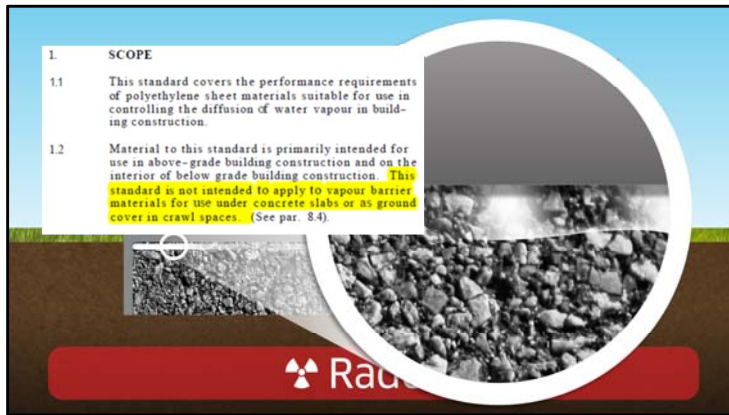 1. SCOPE
1.1 This standard covers the performance requirements
of polyethylene sheet materials suitable for use in
controlling the diffusion of water vapour in build-
ing construction.
1.2 Material to this standard is primarily intended for
use in above-grade building construction and on the
interior of below grade building construction. This
standard is not intended to apply to vapour barrier
materials for use under concrete slabs or as ground
cover in crawl spaces. (See par. 8.4).